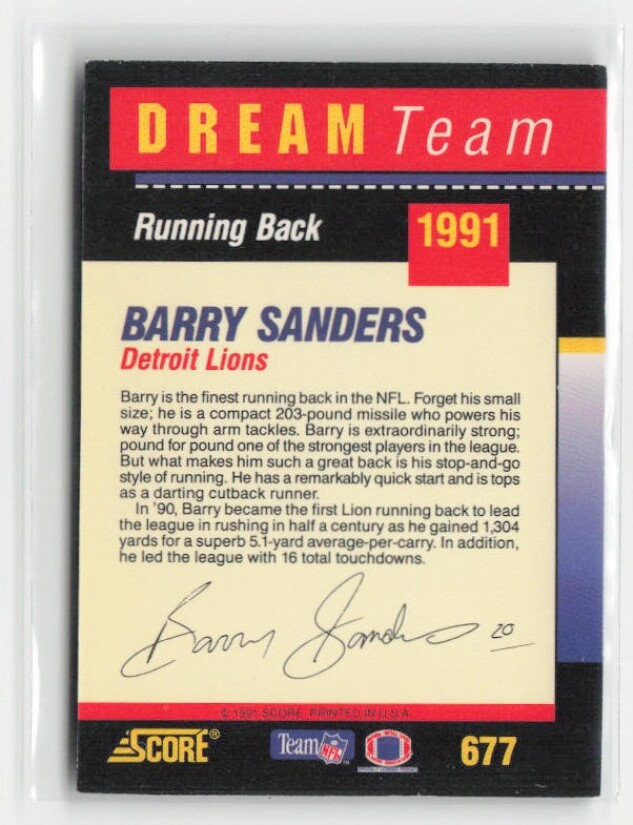 DREAM Team
Running Back
1991
BARRY SANDERS
Detroit Lions
Barry is the finest running back in the NFL. Forget his small
size; he is a compact 203-pound missile who powers his
way through arm tackles. Barry is extraordinarily strong;
pound for pound one of the strongest players in the league.
But what makes him such a great back is his stop-and-go
style of running. He has a remarkably quick start and is tops
as a darting cutback runner.
In '90, Barry became the first Lion running back to lead
the league in rushing in half a century as he gained 1,304
yards for a superb 5.1-yard average-per-carry. In addition,
he led the league with 16 total touchdowns.
Barry Sanders 20
© 1991 SCORE. PRINTED IN U.S.A.
SCORE®
Team NFL™
677